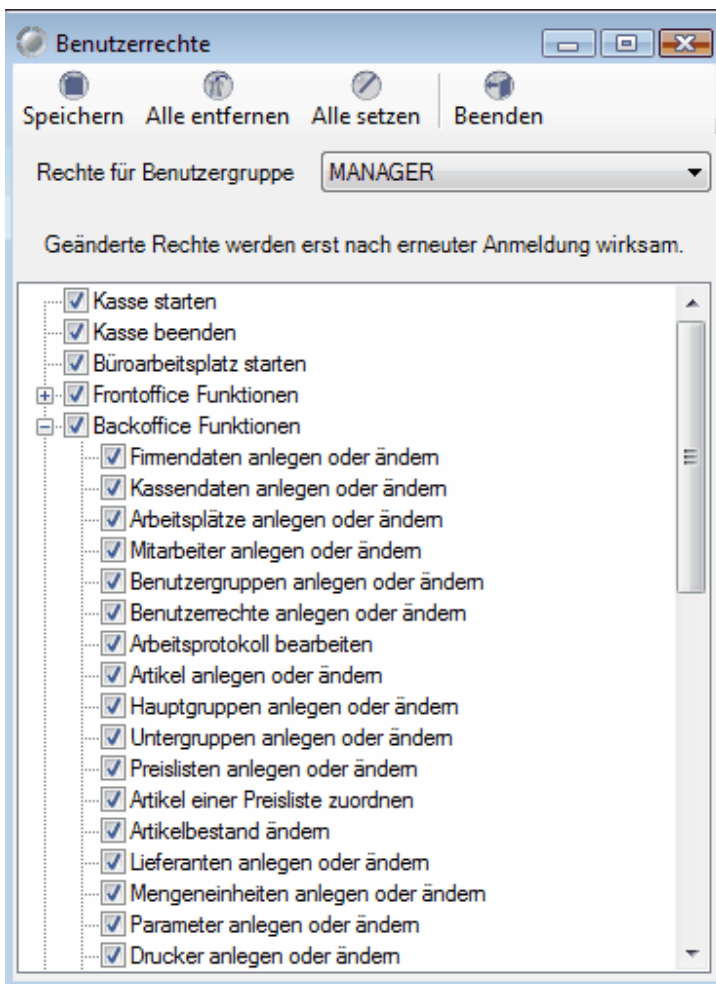 Benutzerrechte
Speichern Alle entfernen Alle setzen Beenden
Rechte für Benutzergruppe MANAGER
Geänderte Rechte werden erst nach erneuter Anmeldung wirksam.
Kasse starten
Kasse beenden
Büroarbeitsplatz starten
Frontoffice Funktionen
Backoffice Funktionen
Firmendaten anlegen oder ändern
Kassendaten anlegen oder ändern
Arbeitsplätze anlegen oder ändern
Mitarbeiter anlegen oder ändern
Benutzergruppen anlegen oder ändern
Benutzerrechte anlegen oder ändern
Arbeitsprotokoll bearbeiten
Artikel anlegen oder ändern
Hauptgruppen anlegen oder ändern
Untergruppen anlegen oder ändern
Preislisten anlegen oder ändern
Artikel einer Preisliste zuordnen
Artikelbestand ändern
Lieferanten anlegen oder ändern
Mengeneinheiten anlegen oder ändern
Parameter anlegen oder ändern
Drucker anlegen oder ändern